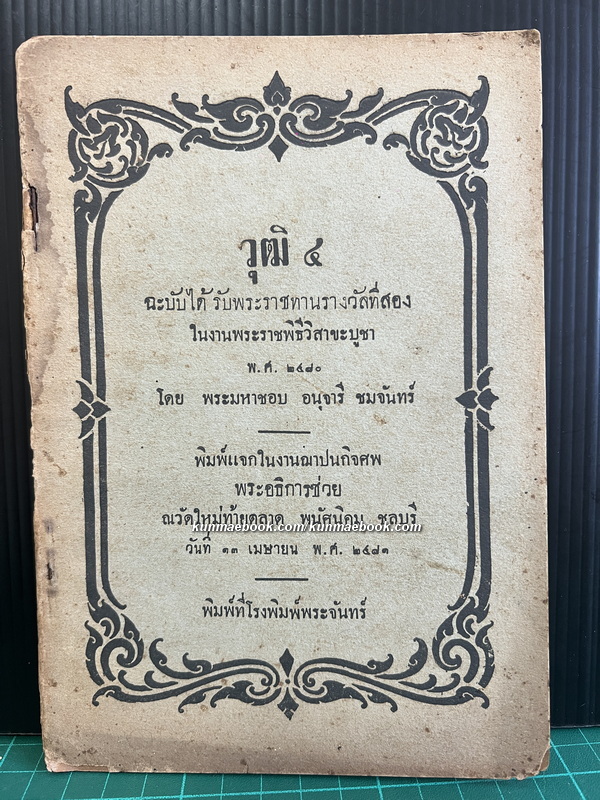 วุฒิ ๔
ฉะบับได้รับพระราชทานรางวัลที่สอง
ในงานพระราชพิธีวิสาขะบูชา
พ.ศ. ๒๔๘๐
โดย พระมหาชอบ อนุจารี ชมจันทร์
พิมพ์แจกในงานฌาปนกิจศพ
พระอธิการช่วย
ณวัดใหม่ท้ายตลาด พนัศนิคม ชลบุรี
kunmaebook.com/kunmaebook.com
วันที่ ๑๓ เมษายน พ.ศ. ๒๔๘๑
พิมพ์ที่โรงพิมพ์พระจันทร์